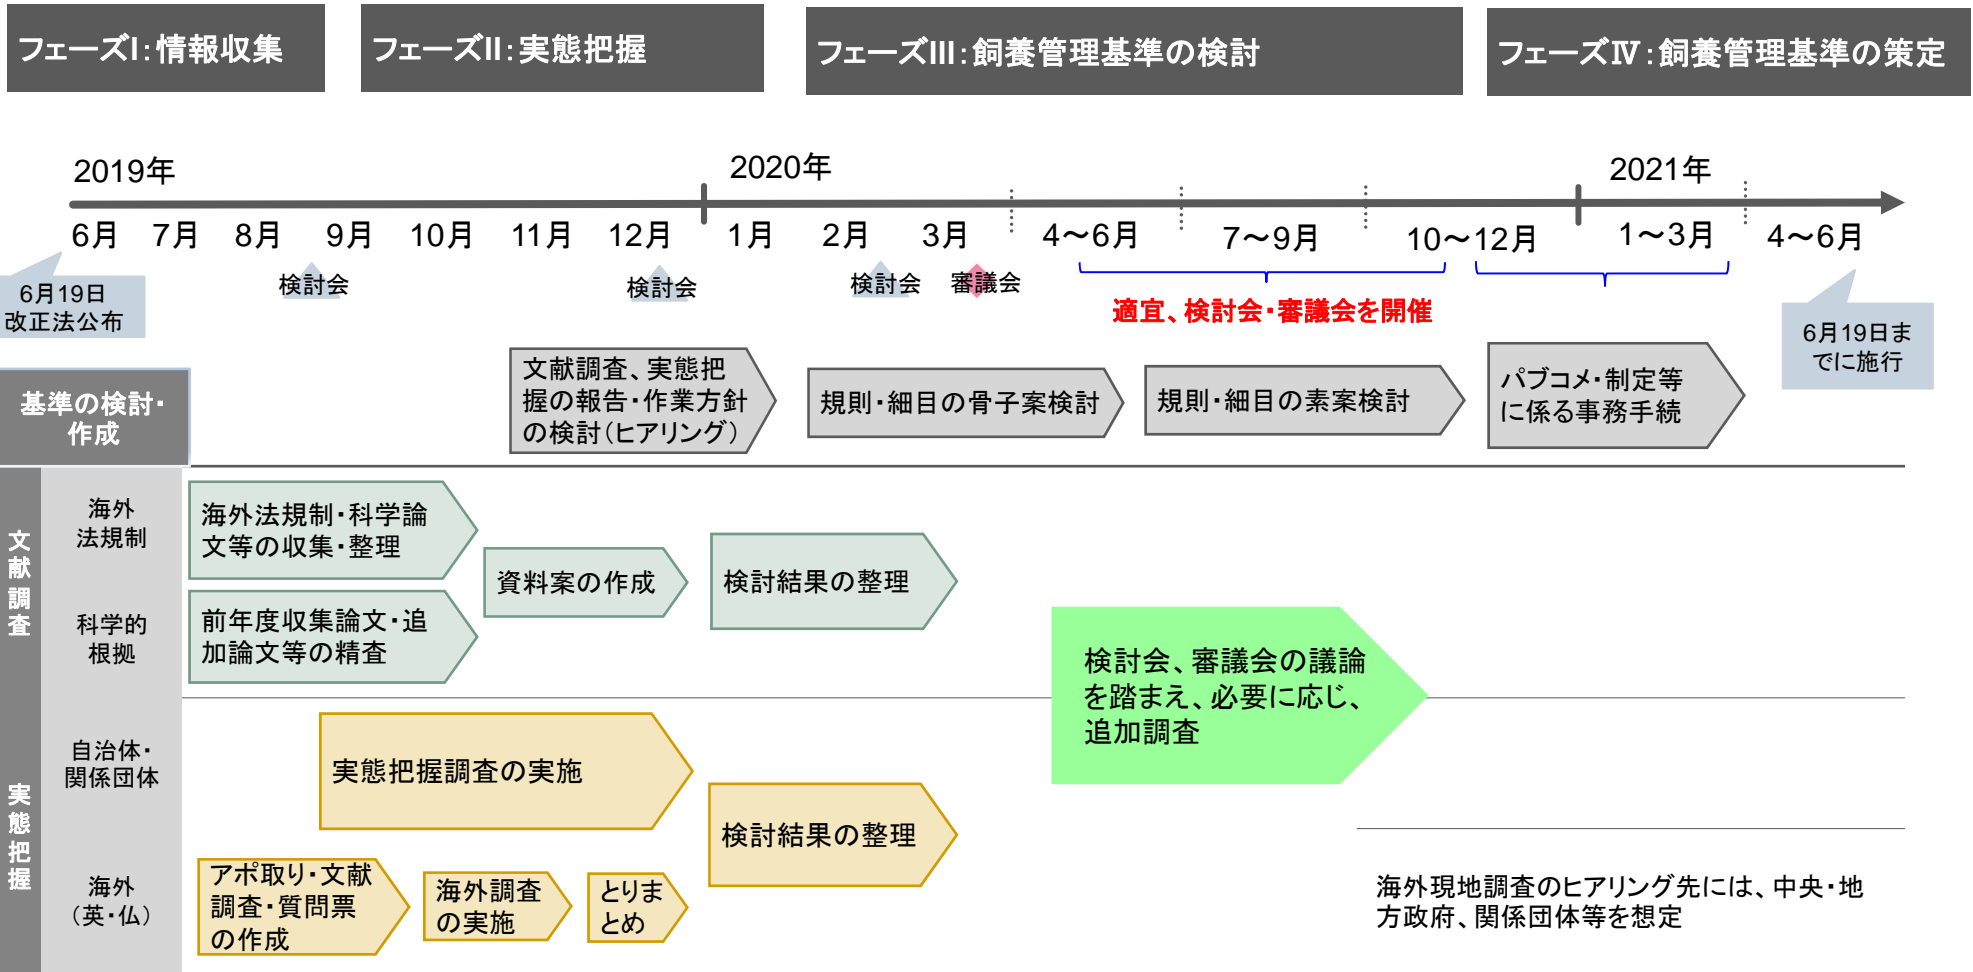 フェーズI：情報収集
フェーズII：実態把握
フェーズIII：飼養管理基準の検討
フェーズⅣ：飼養管理基準の策定
2019年
2020年
2021年
6月
7月
8月
9月
10月
11月
12月
1月
2月
3月
4～6月
7～9月
10～12月
1～3月
4～6月
6月19日
改正法公布
検討会
検討会
検討会
審議会
適宜、検討会・審議会を開催
6月19日ま
でに施行
基準の検討・
作成
文献調査、実態把
握の報告・作業方針
の検討（ヒアリング）
規則・細目の骨子案検討
規則・細目の素案検討
パブコメ・制定等
に係る事務手続
文献調査
海外
法規制
海外法規制・科学論
文等の収集・整理
資料案の作成
検討結果の整理
科学的
根拠
前年度収集論文・追
加論文等の精査
検討会、審議会の議論
を踏まえ、必要に応じ、
追加調査
実態把握
自治体・
関係団体
実態把握調査の実施
検討結果の整理
海外
（英・仏）
アポ取り・文献
調査・質問票
の作成
海外調査
の実施
とりま
とめ
海外現地調査のヒアリング先には、中央・地
方政府、関係団体等を想定